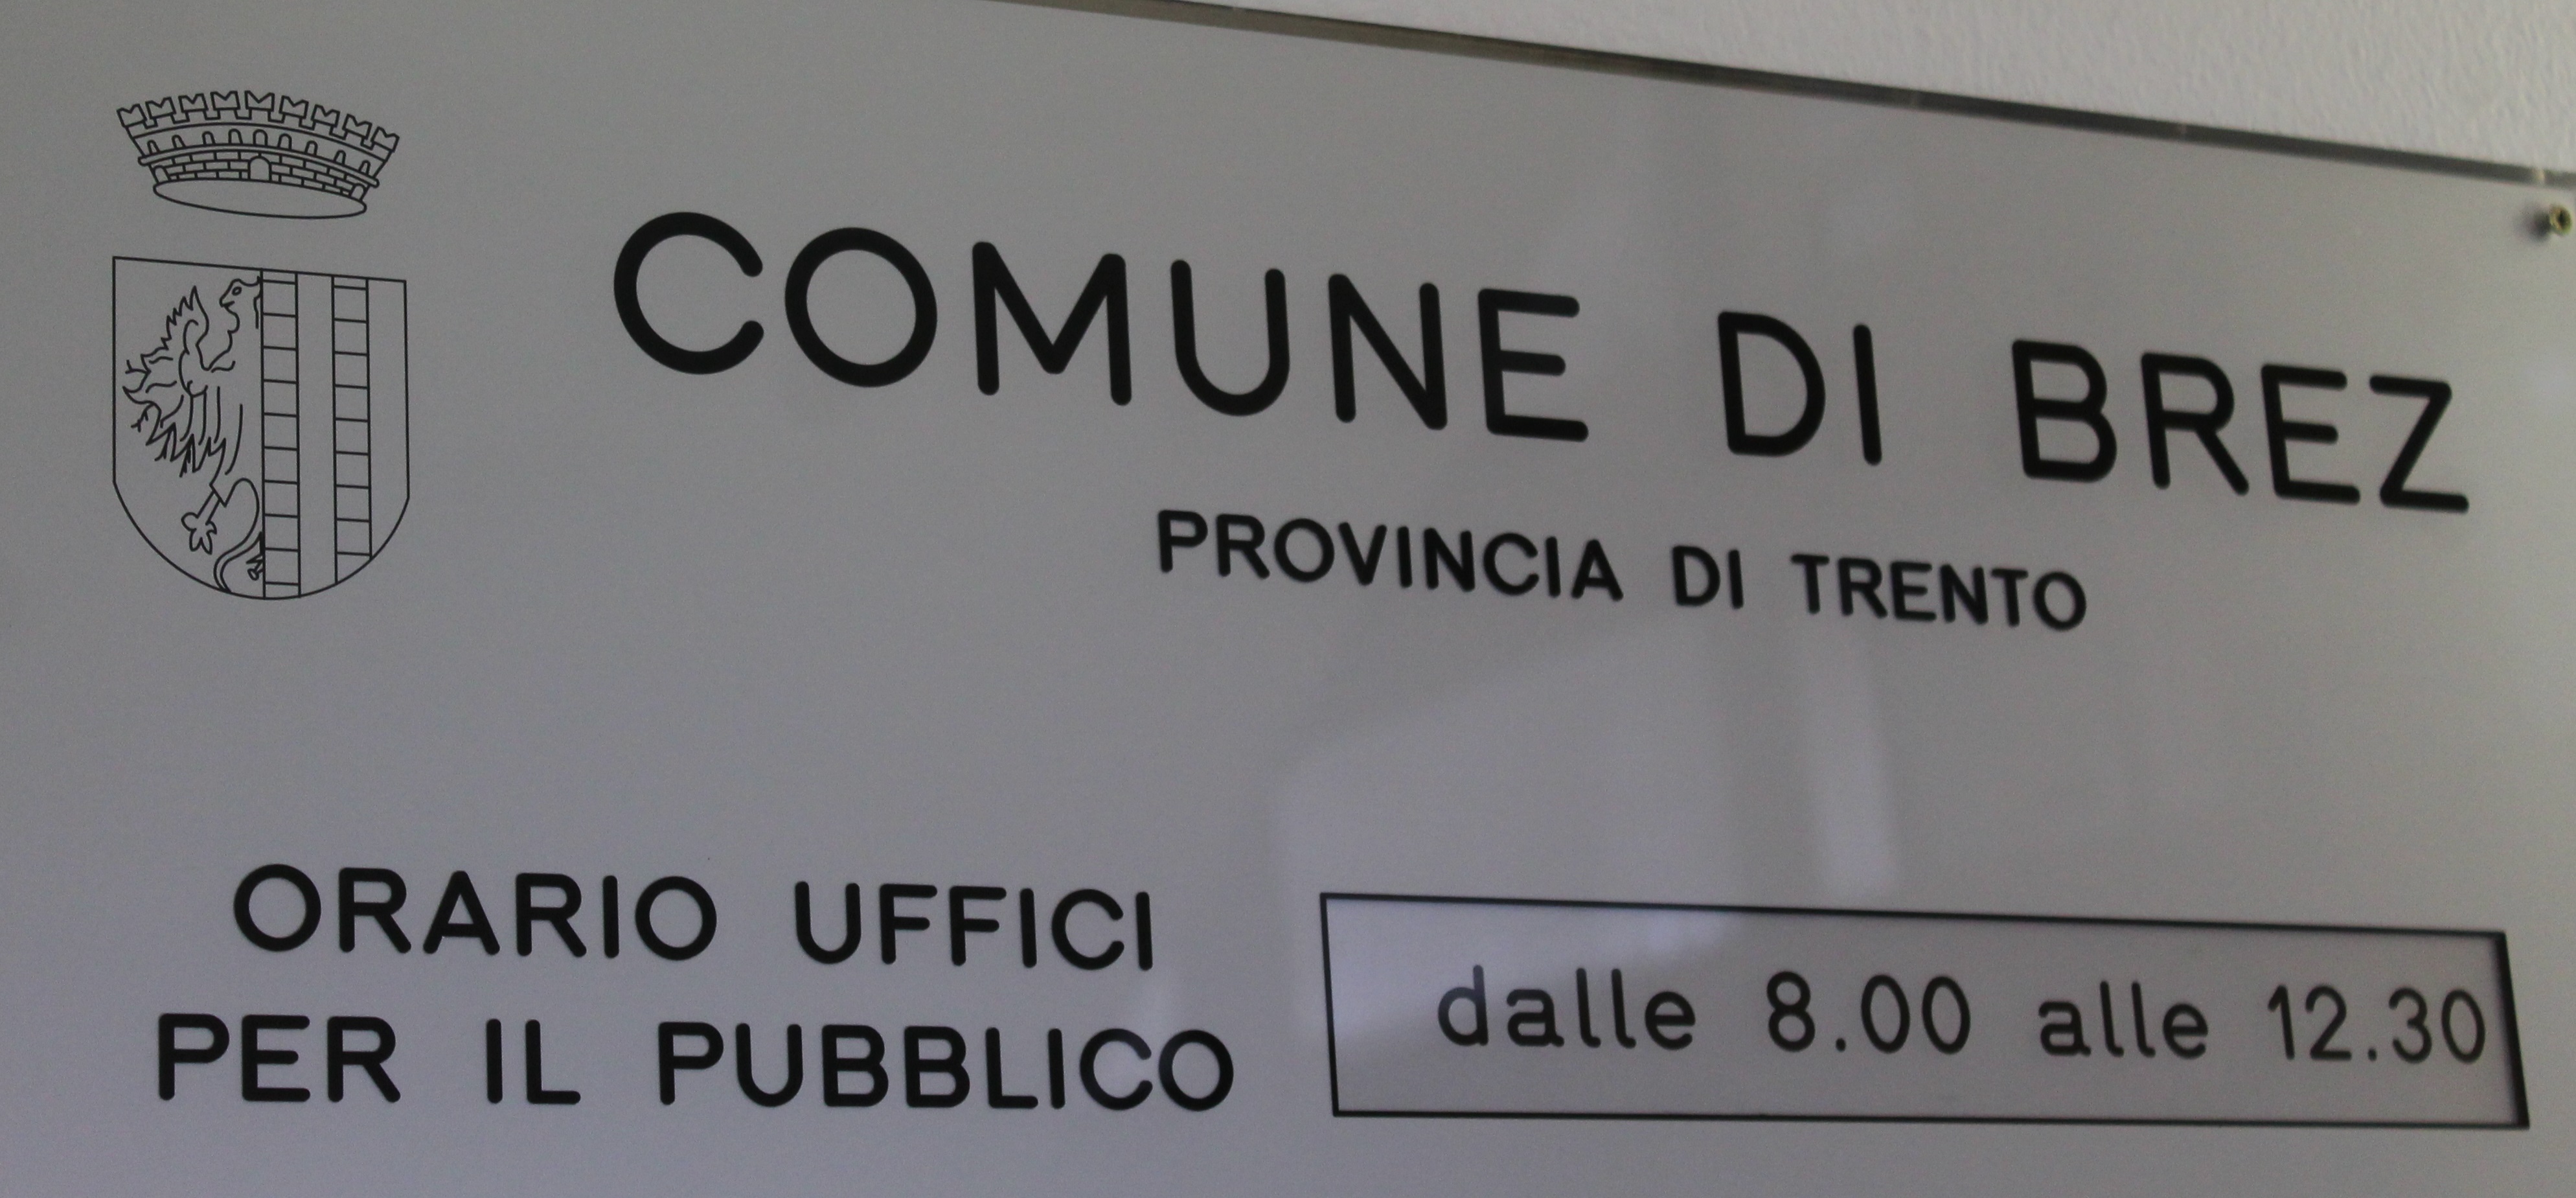 COMUNE DI BREZ
PROVINCIA DI TRENTO
ORARIO UFFICI
PER IL PUBBLICO
dalle 8.00 alle 12.30